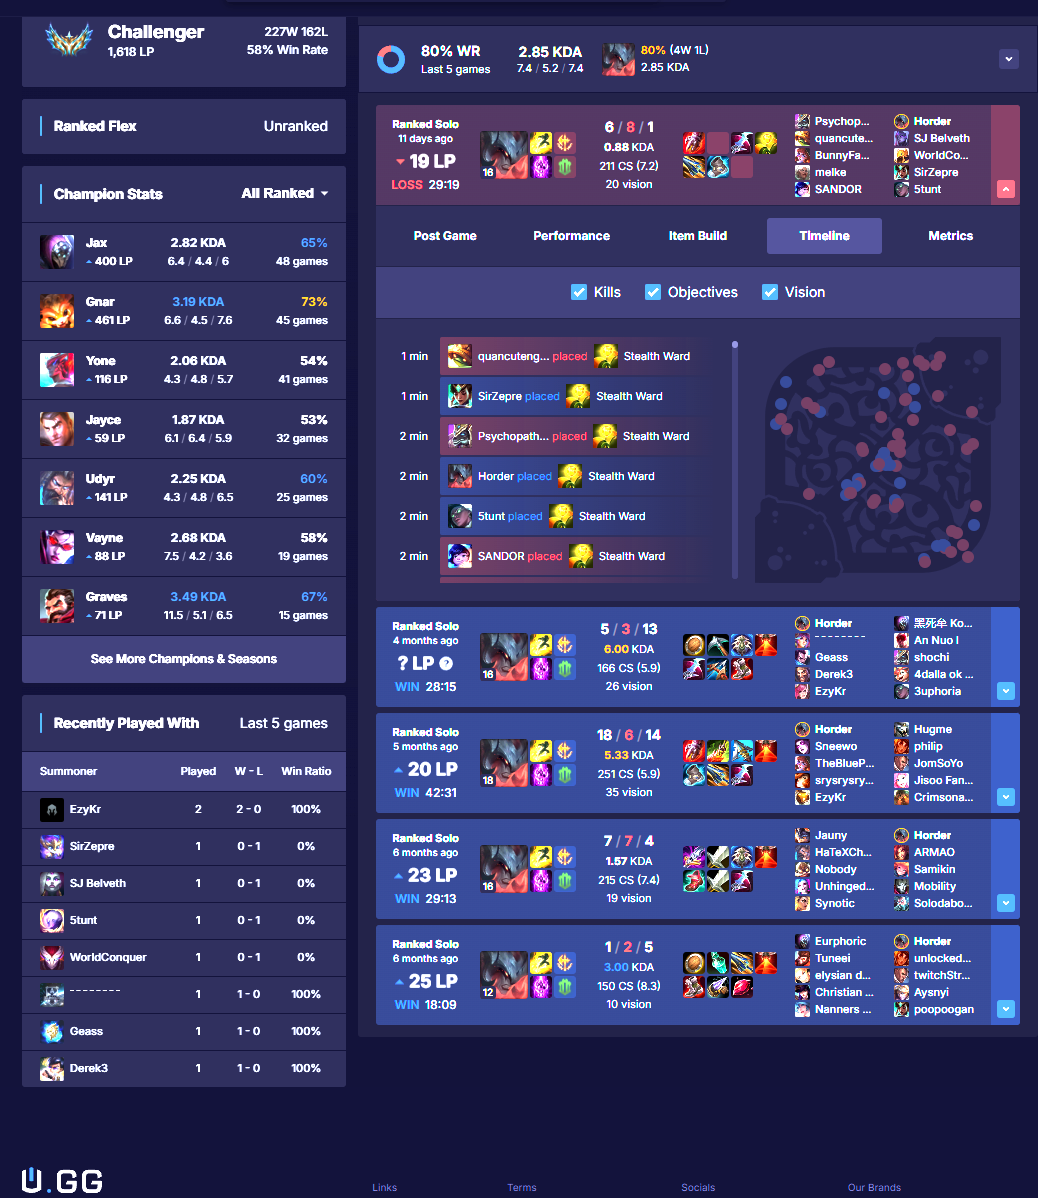 Challenger
1,618 LP
227W 162L
58% Win Rate
Ranked Flex
Unranked
Champion Stats
All Ranked
Jax 2.82 KDA 65%
400 LP 6.4 / 4.4 / 6 48 games
Gnar 3.19 KDA 73%
461 LP 6.6 / 4.5 / 7.6 45 games
Yone 2.06 KDA 54%
116 LP 4.3 / 4.8 / 5.7 41 games
Jayce 1.87 KDA 53%
59 LP 6.1 / 6.4 / 5.9 32 games
Udyr 2.25 KDA 60%
141 LP 4.3 / 4.8 / 6.5 25 games
Vayne 2.68 KDA 58%
88 LP 7.5 / 4.2 / 3.6 19 games
Graves 3.49 KDA 67%
71 LP 11.5 / 5.1 / 6.5 15 games
See More Champions & Seasons
Recently Played With
Last 5 games
Summoner Played W - L Win Ratio
EzyKr 2 2 - 0 100%
SirZepre 1 0 - 1 0%
SJ Belveth 1 0 - 1 0%
5tunt 1 0 - 1 0%
WorldConquer 1 0 - 1 0%
-------- 1 1 - 0 100%
Geass 1 1 - 0 100%
Derek3 1 1 - 0 100%
80% WR
Last 5 games
2.85 KDA
7.4 / 5.2 / 7.4
80% (4W 1L)
2.85 KDA
Ranked Solo
11 days ago
19 LP
LOSS 29:19
16
6 / 8 / 1
0.88 KDA
211 CS (7.2)
20 vision
Psychop...
quancute...
BunnyFa...
melke
SANDOR
Horder
SJ Belveth
WorldCo...
SirZepre
5tunt
Post Game
Performance
Item Build
Timeline
Metrics
Kills
Objectives
Vision
1 min quancuteng... placed Stealth Ward
1 min SirZepre placed Stealth Ward
2 min Psychopath... placed Stealth Ward
2 min Horder placed Stealth Ward
2 min 5tunt placed Stealth Ward
2 min SANDOR placed Stealth Ward
Ranked Solo
4 months ago
? LP ?
WIN 28:15
16
5 / 3 / 13
6.00 KDA
166 CS (5.9)
26 vision
Horder
--------
Geass
Derek3
EzyKr
黑死牟 Ko...
An Nuo I
shochi
4dalla ok ...
3uphoria
Ranked Solo
5 months ago
20 LP
WIN 42:31
18
18 / 6 / 14
5.33 KDA
251 CS (5.9)
35 vision
Horder
Sneewo
TheBlueP...
srysrysry...
EzyKr
Hugme
philip
JomSoYo
Jisoo Fan...
Crimsona...
Ranked Solo
6 months ago
23 LP
WIN 29:13
16
7 / 7 / 4
1.57 KDA
215 CS (7.4)
19 vision
Jauny
HaTeXCh...
Nobody
Unhinged...
Synotic
Horder
ARMAO
Samikin
Mobility
Solodabo...
Ranked Solo
6 months ago
25 LP
WIN 18:09
12
1 / 2 / 5
3.00 KDA
150 CS (8.3)
10 vision
Eurphoric
Tuneei
elysian d...
Christian ...
Nanners ...
Horder
unlocked...
twitchStr...
Aysnyi
poopoogan
U.GG
Links
Terms
Socials
Our Brands